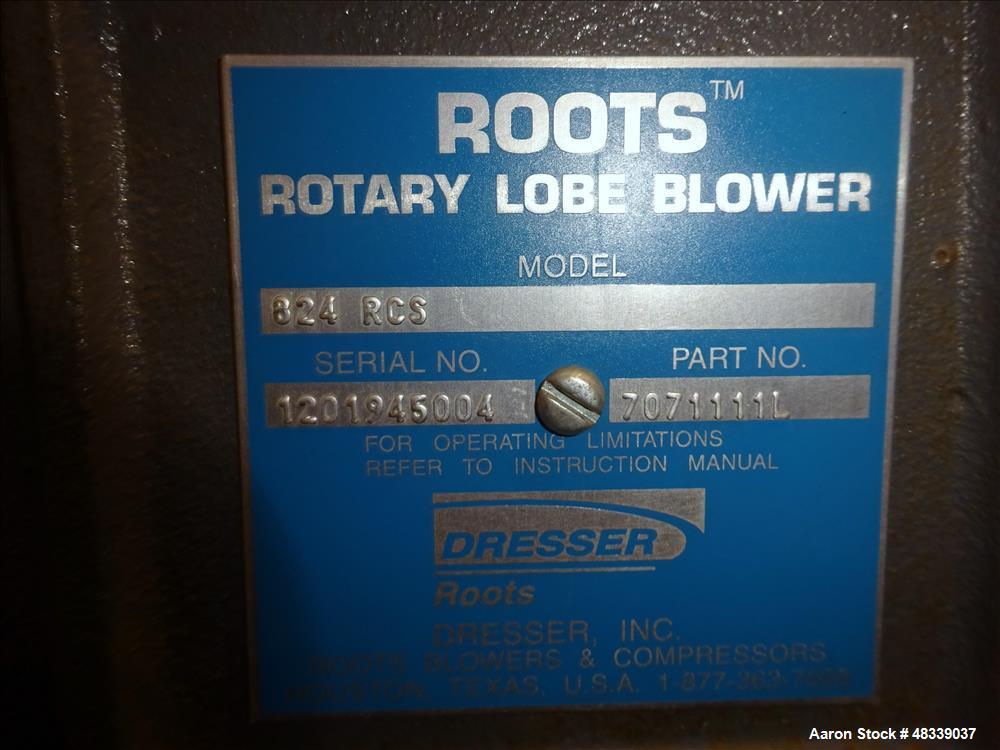 ROOTS™
ROTARY LOBE BLOWER
MODEL
824 RCS
SERIAL NO. PART NO.
1201945004 7071111L
FOR OPERATING LIMITATIONS
REFER TO INSTRUCTION MANUAL
DRESSER
Roots
DRESSER, INC.
ROOTS BLOWERS & COMPRESSORS
HOUSTON, TEXAS, U.S.A.
Aaron Stock # 48339037